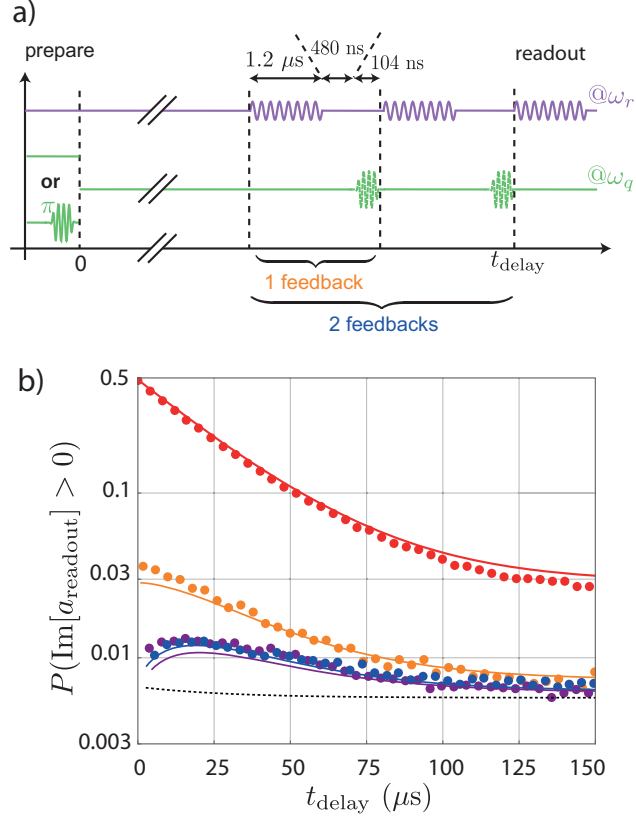 a)
prepare
1.2 μs
480 ns
104 ns
readout
@ω_r
or
π
@ω_q
0
t_delay
1 feedback
2 feedbacks
b)
P(Im[a_readout] > 0)
0.5
0.1
0.03
0.01
0.003
0
25
50
75
100
125
150
t_delay (μs)